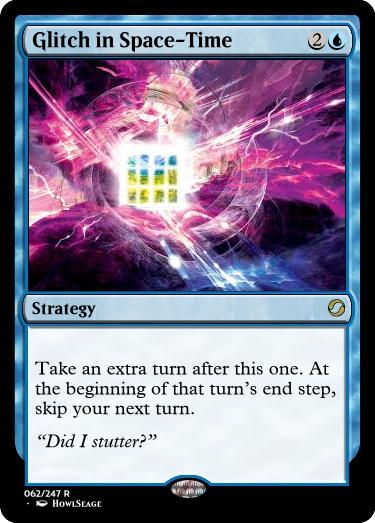 Glitch in Space-Time 2
Strategy
Take an extra turn after this one. At
the beginning of that turn's end step,
skip your next turn.
“Did I stutter?”
062/247 R
· HowlSeage